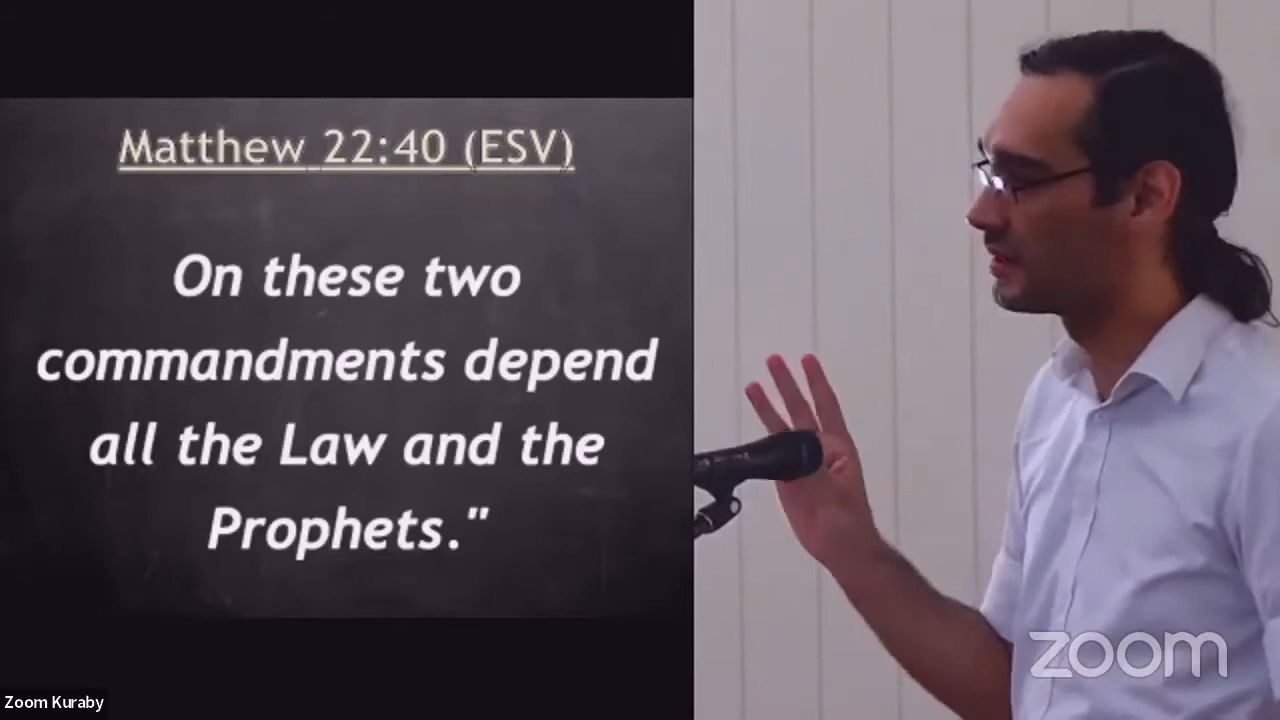 Matthew 22:40 (ESV)
On these two
commandments depend
all the Law and the
Prophets."
zoom
Zoom Kuraby